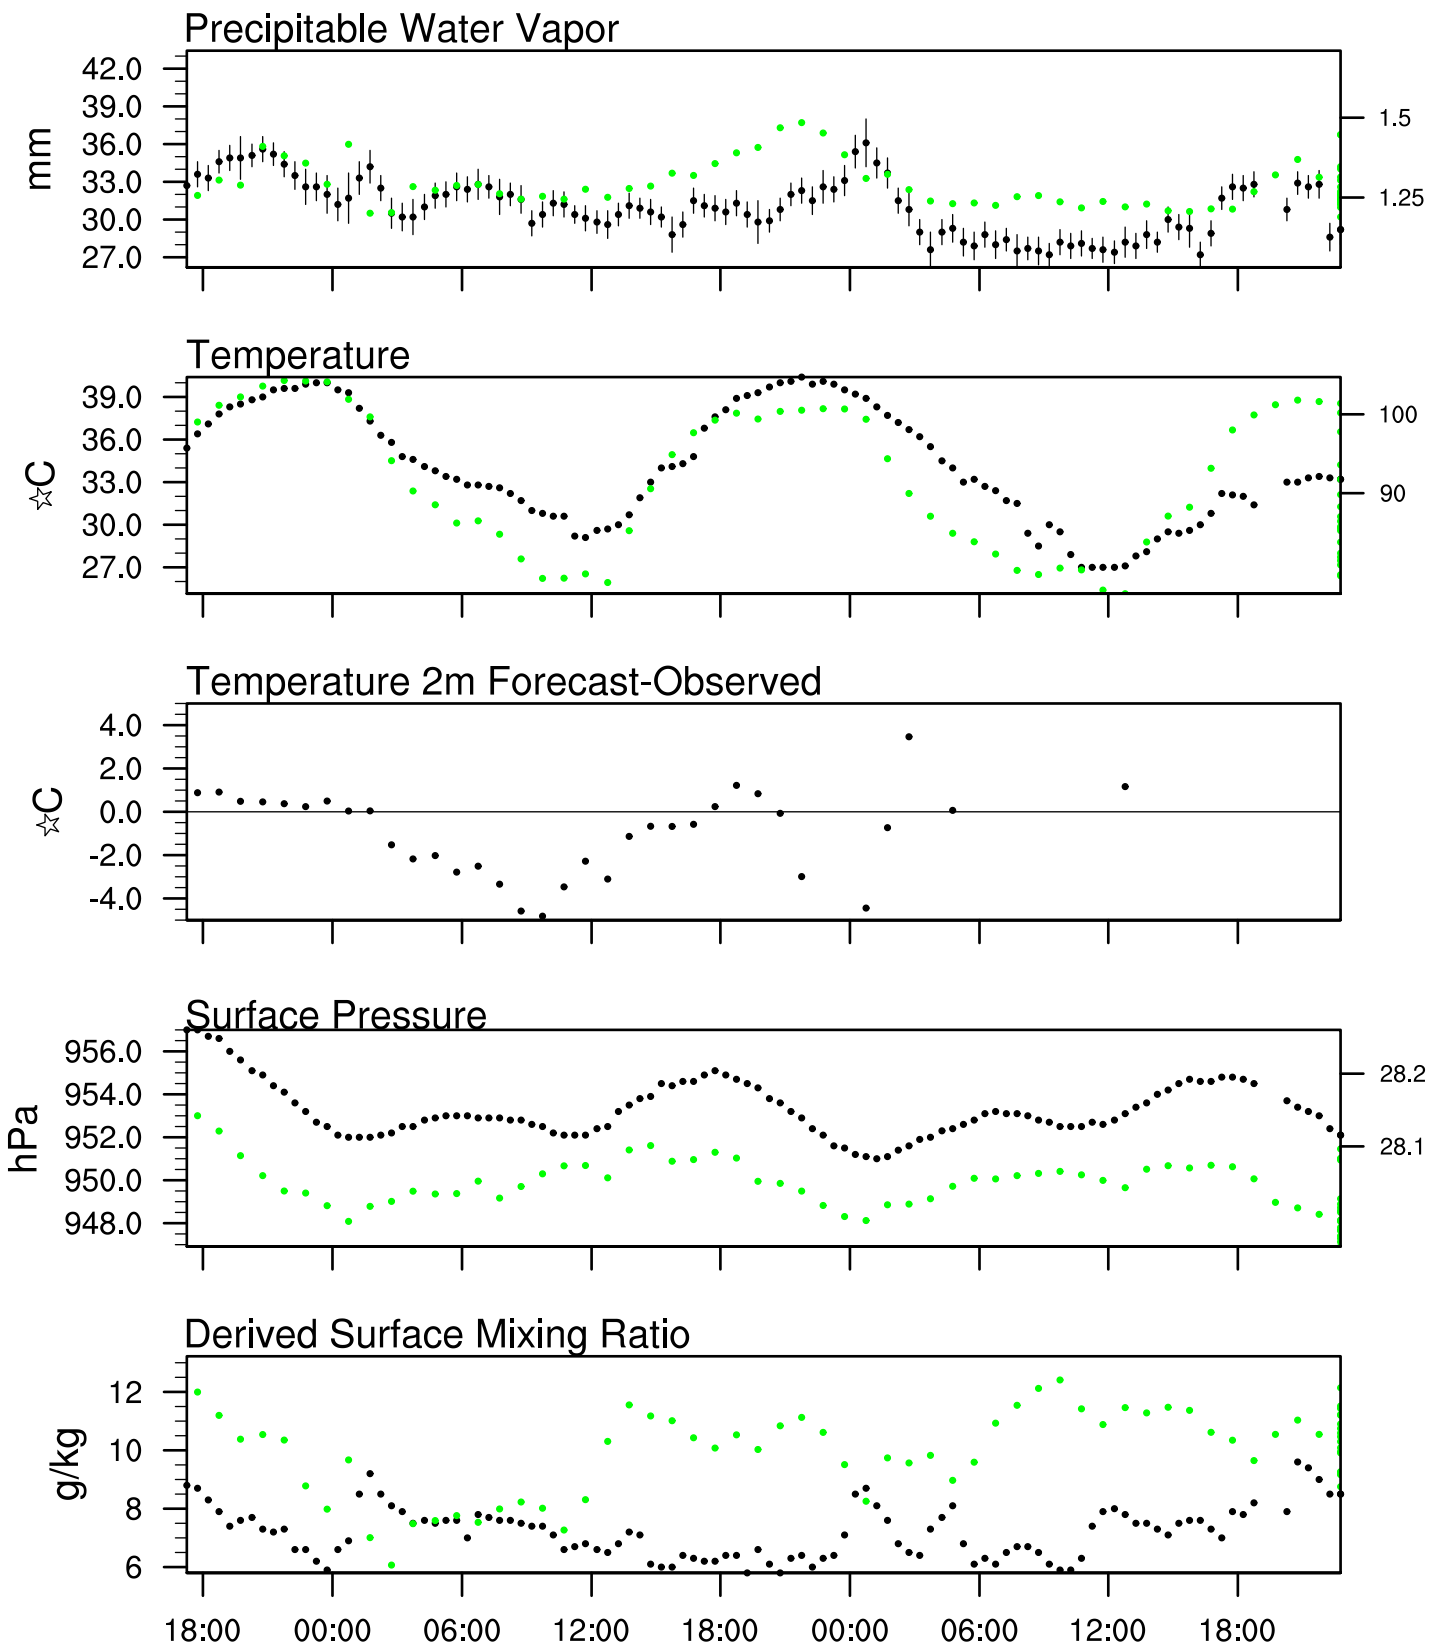 Precipitable Water Vapor
42.0
39.0
36.0
33.0
30.0
27.0
mm
1.5
1.25
Temperature
39.0
36.0
33.0
30.0
27.0
☆C
100
90
Temperature 2m Forecast-Observed
4.0
2.0
0.0
-2.0
-4.0
☆C
Surface Pressure
956.0
954.0
952.0
950.0
948.0
hPa
28.2
28.1
Derived Surface Mixing Ratio
12
10
8
6
g/kg
18:00 00:00 06:00 12:00 18:00 00:00 06:00 12:00 18:00